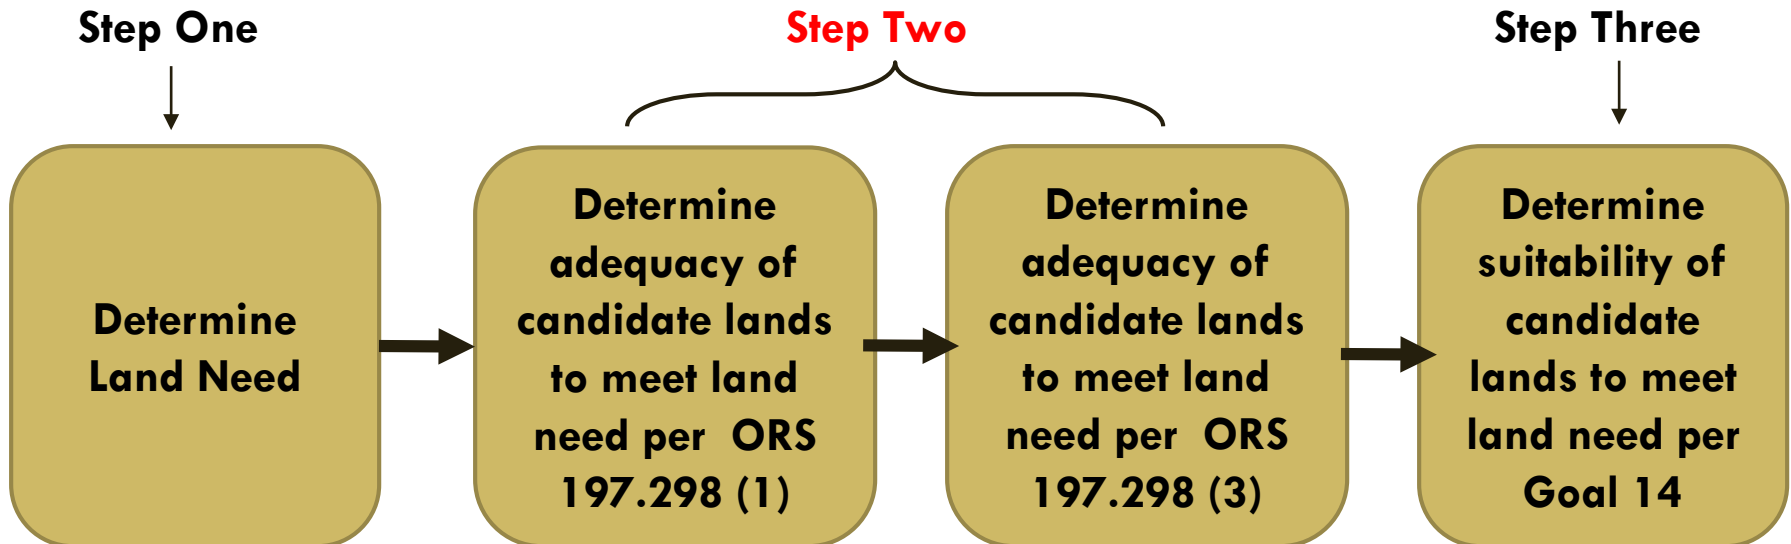 Step One
Step Two
Step Three
Determine
Land Need
Determine
adequacy of
candidate lands
to meet land
need per ORS
197.298 (1)
Determine
adequacy of
candidate lands
to meet land
need per ORS
197.298 (3)
Determine
suitability of
candidate
lands to meet
land need per
Goal 14